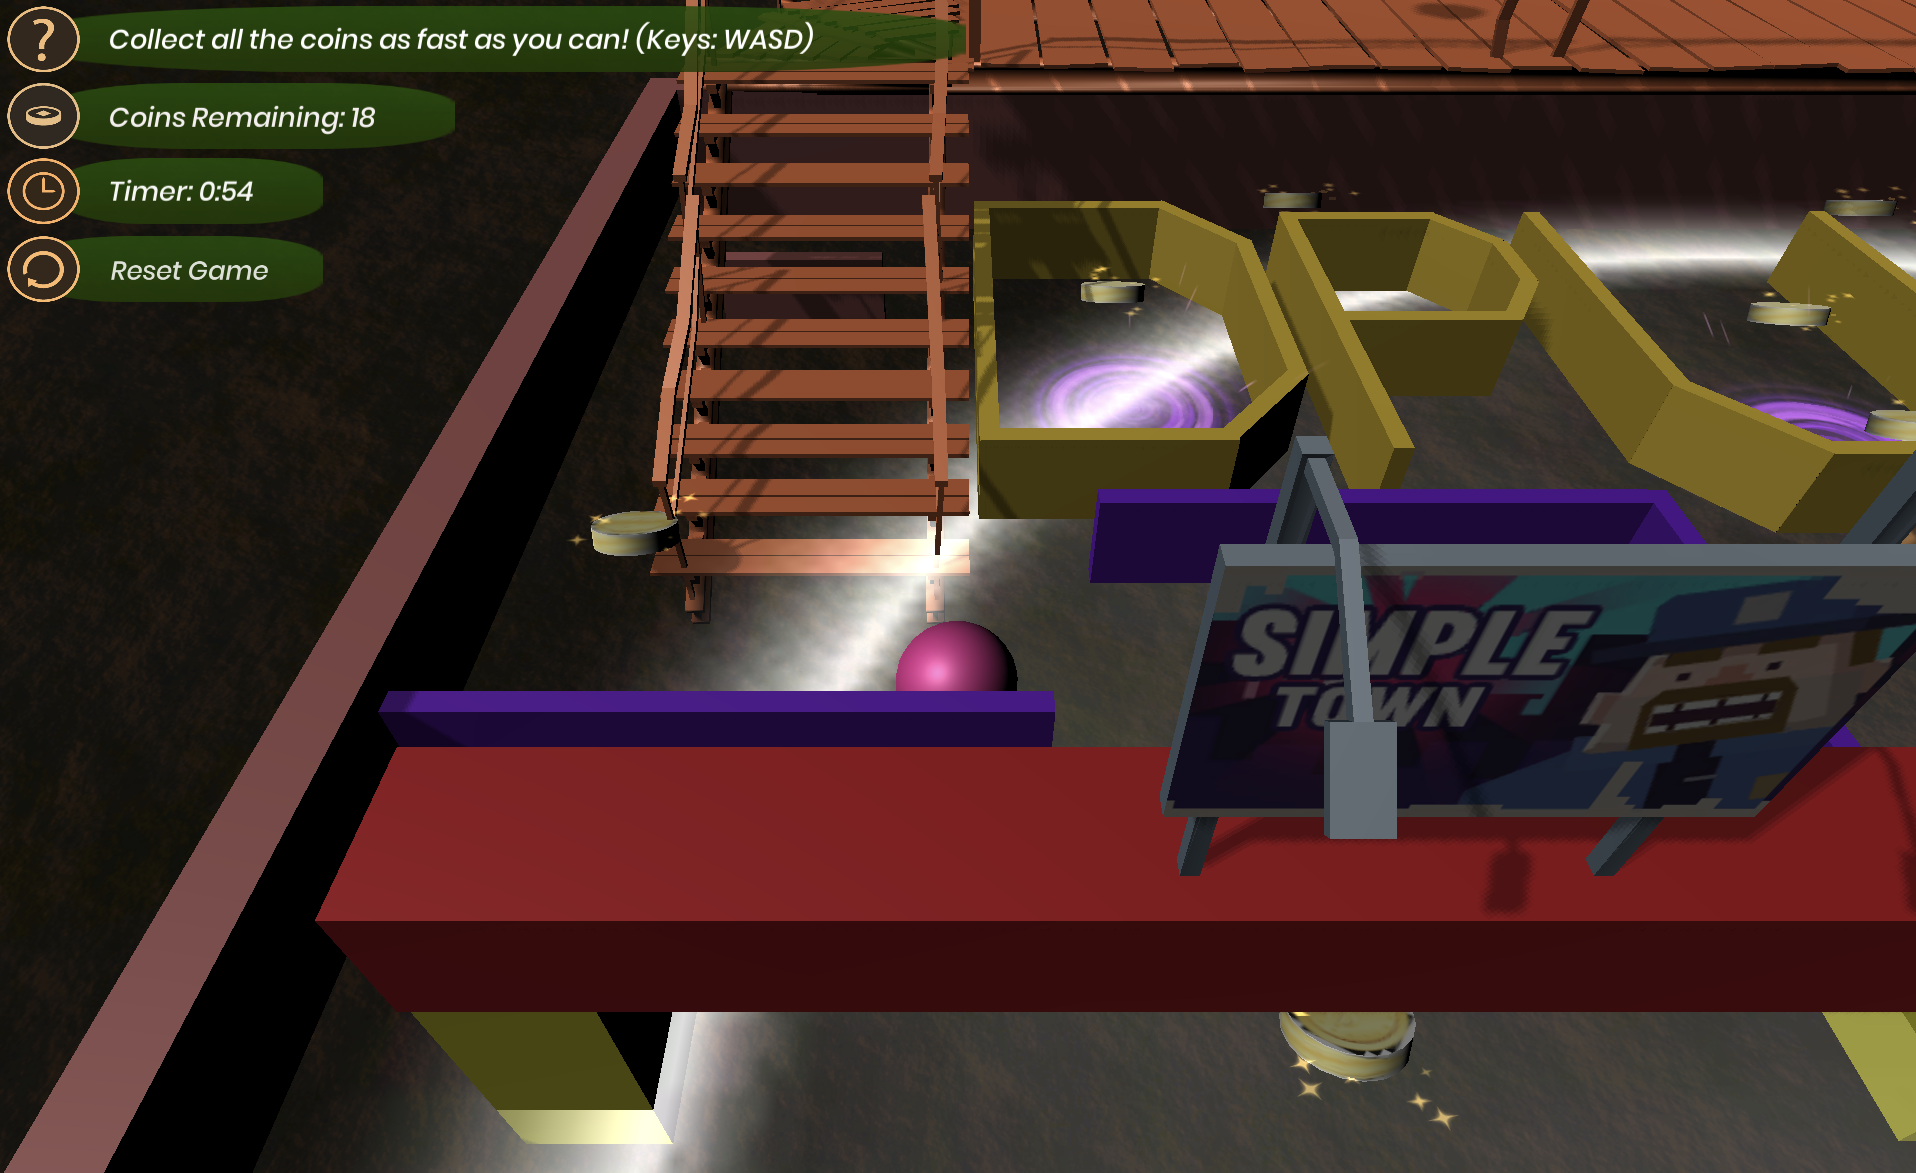 Collect all the coins as fast as you can! (Keys: WASD)
Coins Remaining: 18
Timer: 0:54
Reset Game
SIMPLE
TOWN